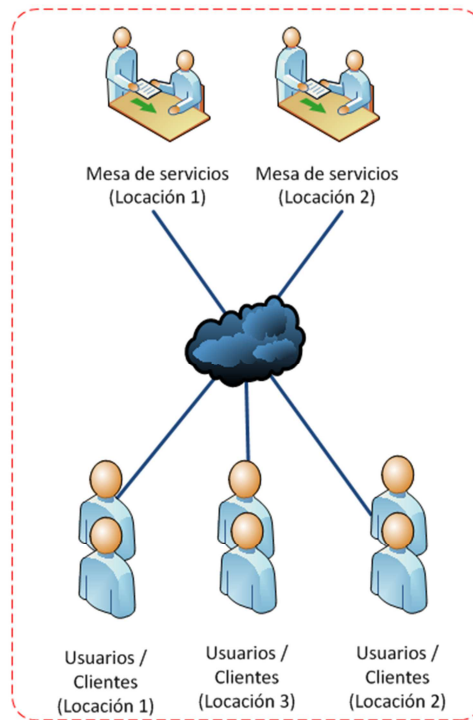 Mesa de servicios
(Locación 1)
Mesa de servicios
(Locación 2)
Usuarios /
Clientes
(Locación 1)
Usuarios /
Clientes
(Locación 3)
Usuarios /
Clientes
(Locación 2)